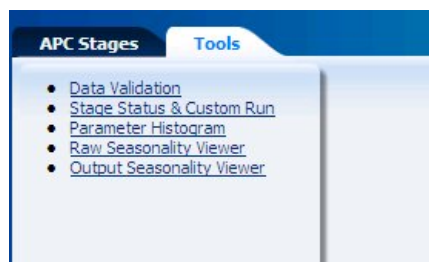 APC Stages Tools
Data Validation
Stage Status & Custom Run
Parameter Histogram
Raw Seasonality Viewer
Output Seasonality Viewer